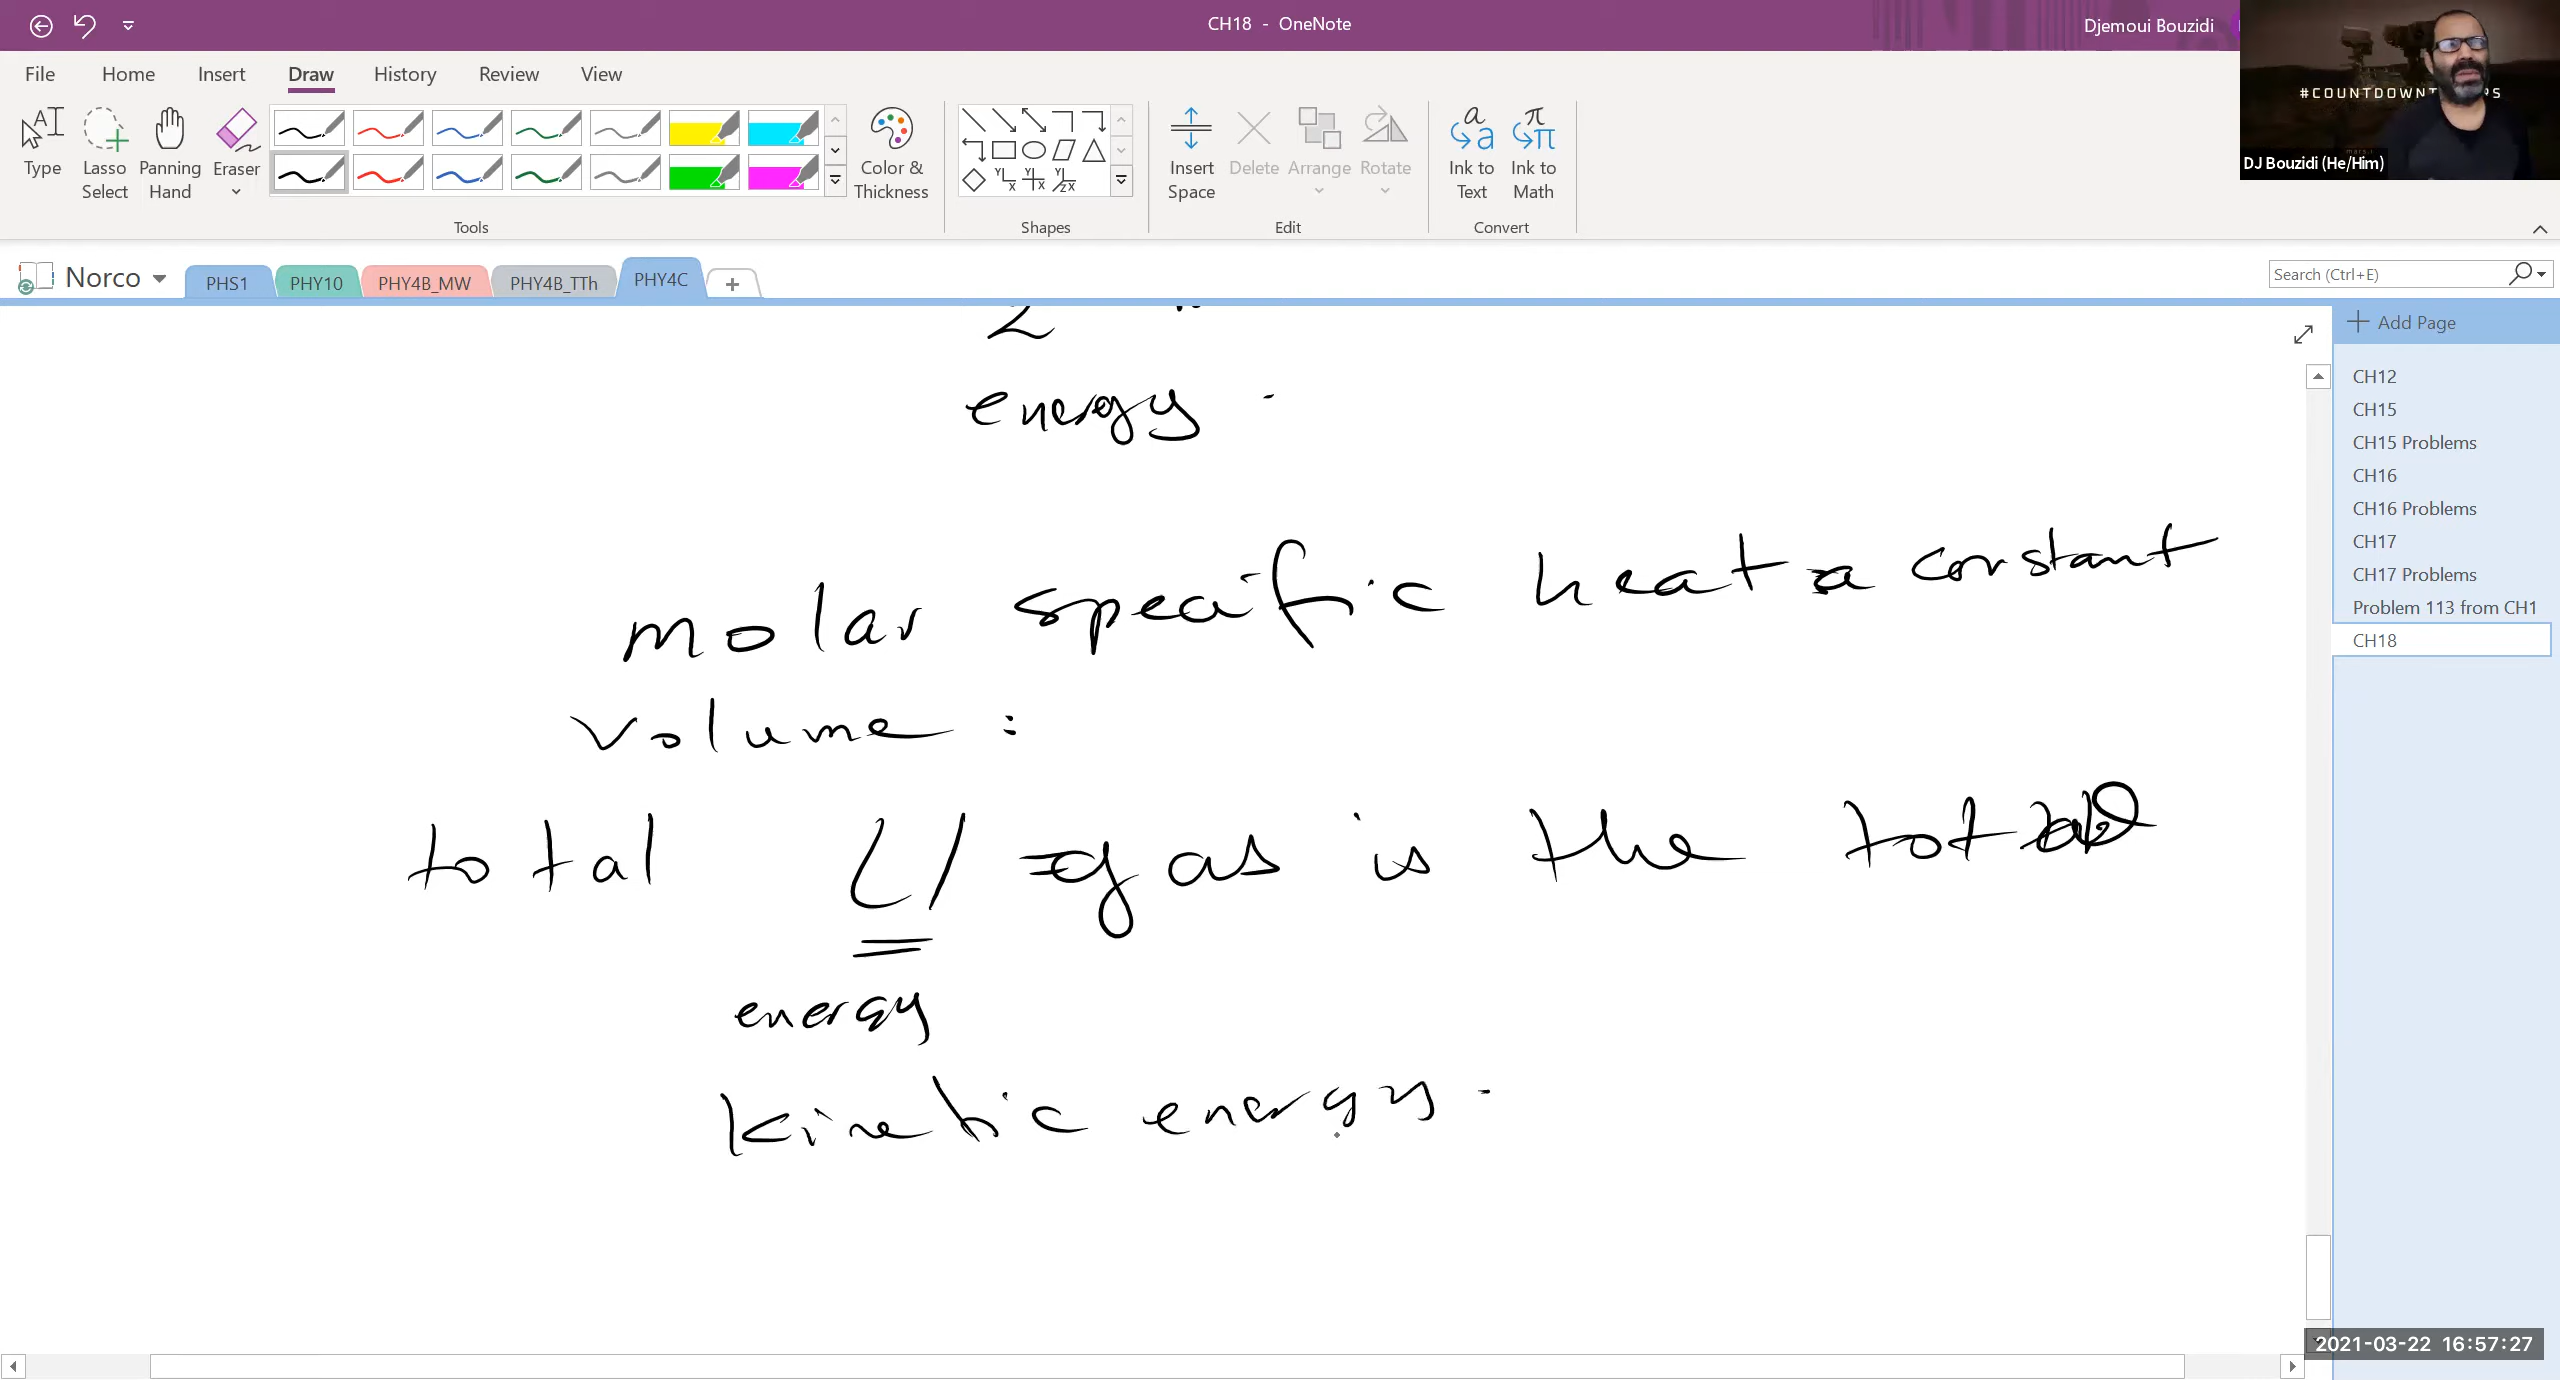 CH18 - OneNote
Djemoui Bouzidi
File Home Insert Draw History Review View
Type
Lasso Select
Panning Hand
Eraser
Color & Thickness
Insert Space
Delete
Arrange
Rotate
Ink to Text
Ink to Math
Tools
Shapes
Edit
Convert
#COUNTDOWNT
DJ Bouzidi (He/Him)
Norco
PHS1 PHY10 PHY4B_MW PHY4B_TTh PHY4C
Search (Ctrl+E)
Add Page
CH12
CH15
CH15 Problems
CH16
CH16 Problems
CH17
CH17 Problems
Problem 113 from CH1
CH18
2
energy.
molar specific heat constant
volume :
total U gas is the total
energy
kinetic energy.
2021-03-22 16:57:27